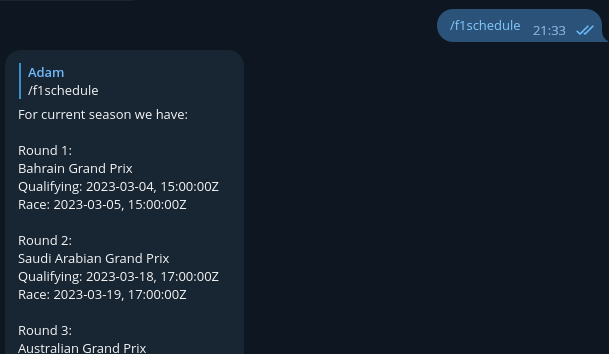 /f1schedule 21:33
Adam
/f1schedule
For current season we have:
Round 1:
Bahrain Grand Prix
Qualifying: 2023-03-04, 15:00:00Z
Race: 2023-03-05, 15:00:00Z
Round 2:
Saudi Arabian Grand Prix
Qualifying: 2023-03-18, 17:00:00Z
Race: 2023-03-19, 17:00:00Z
Round 3:
Australian Grand Prix